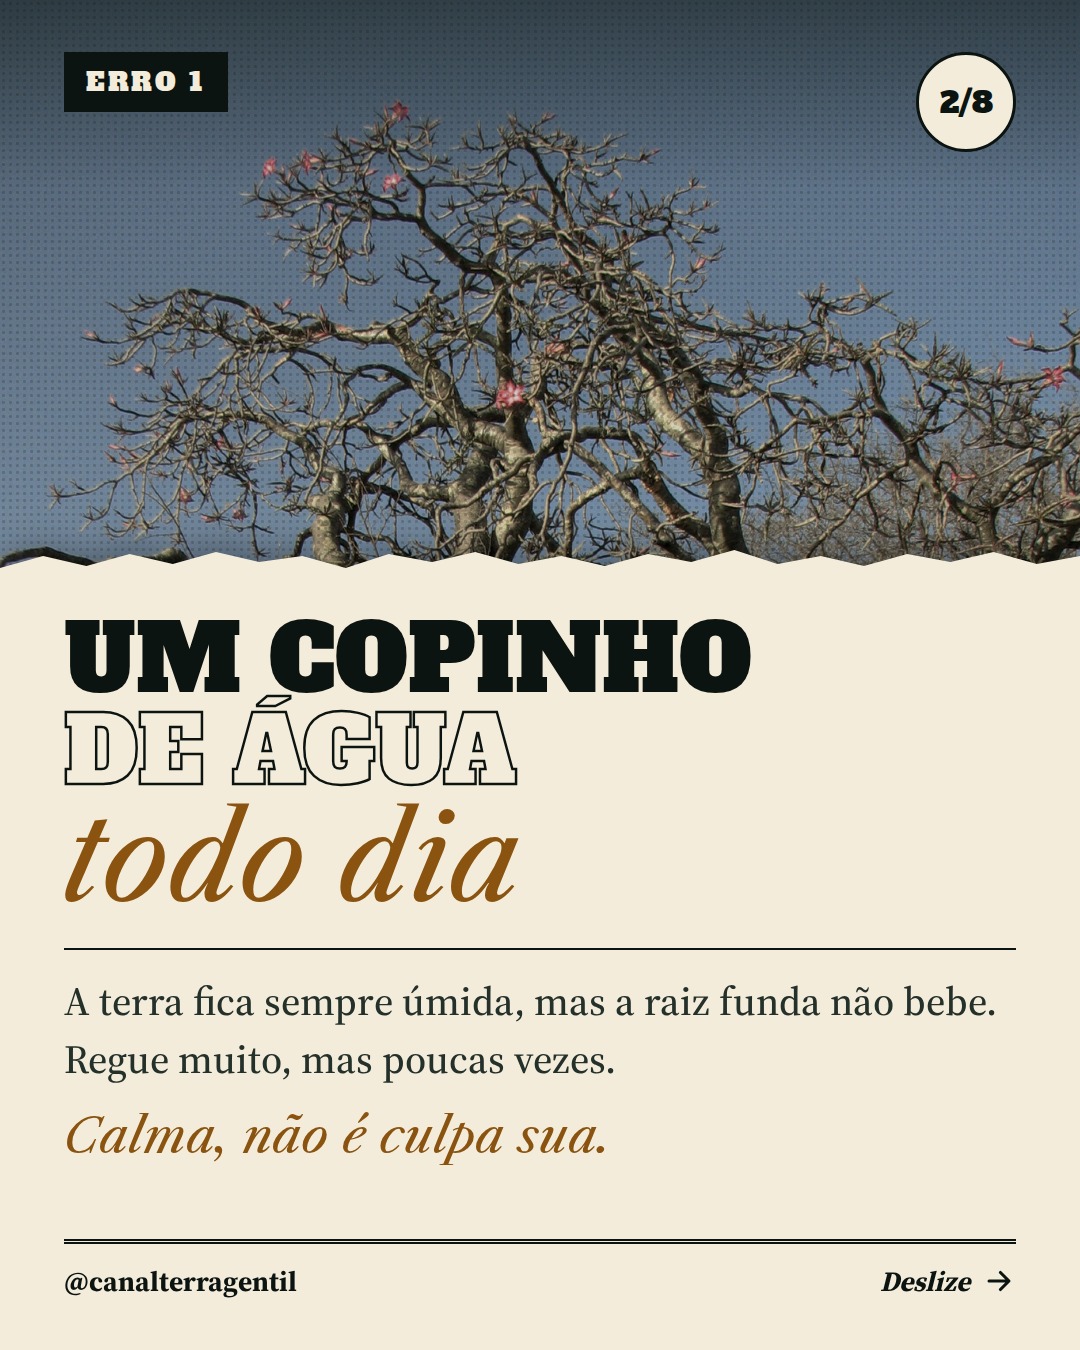 ERRO 1
2/8
UM COPINHO
DE ÁGUA
todo dia
A terra fica sempre úmida, mas a raiz funda não bebe.
Regue muito, mas poucas vezes.
Calma, não é culpa sua.
@canalterragentil
Deslize →